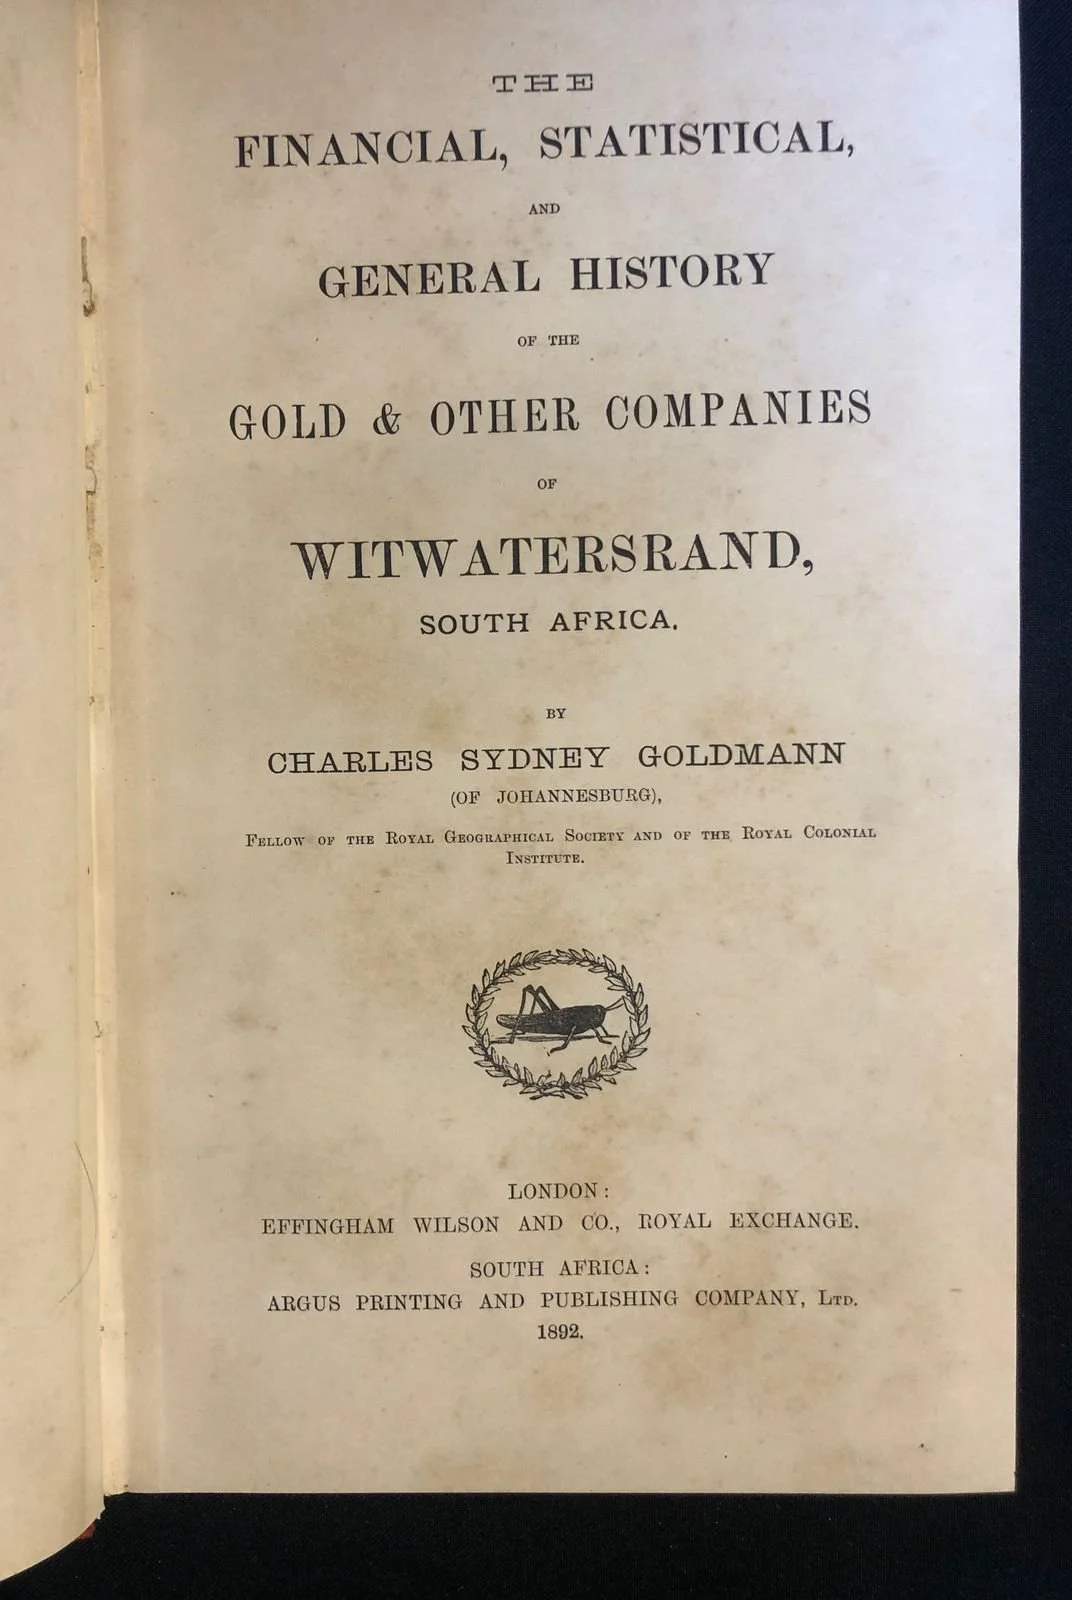 THE
FINANCIAL, STATISTICAL,
AND
GENERAL HISTORY
OF THE
GOLD & OTHER COMPANIES
OF
WITWATERSRAND,
SOUTH AFRICA.
BY
CHARLES SYDNEY GOLDMANN
(OF JOHANNESBURG),
FELLOW OF THE ROYAL GEOGRAPHICAL SOCIETY AND OF THE ROYAL COLONIAL
INSTITUTE.
LONDON:
EFFINGHAM WILSON AND CO., ROYAL EXCHANGE.
SOUTH AFRICA:
ARGUS PRINTING AND PUBLISHING COMPANY, LTD.
1892.